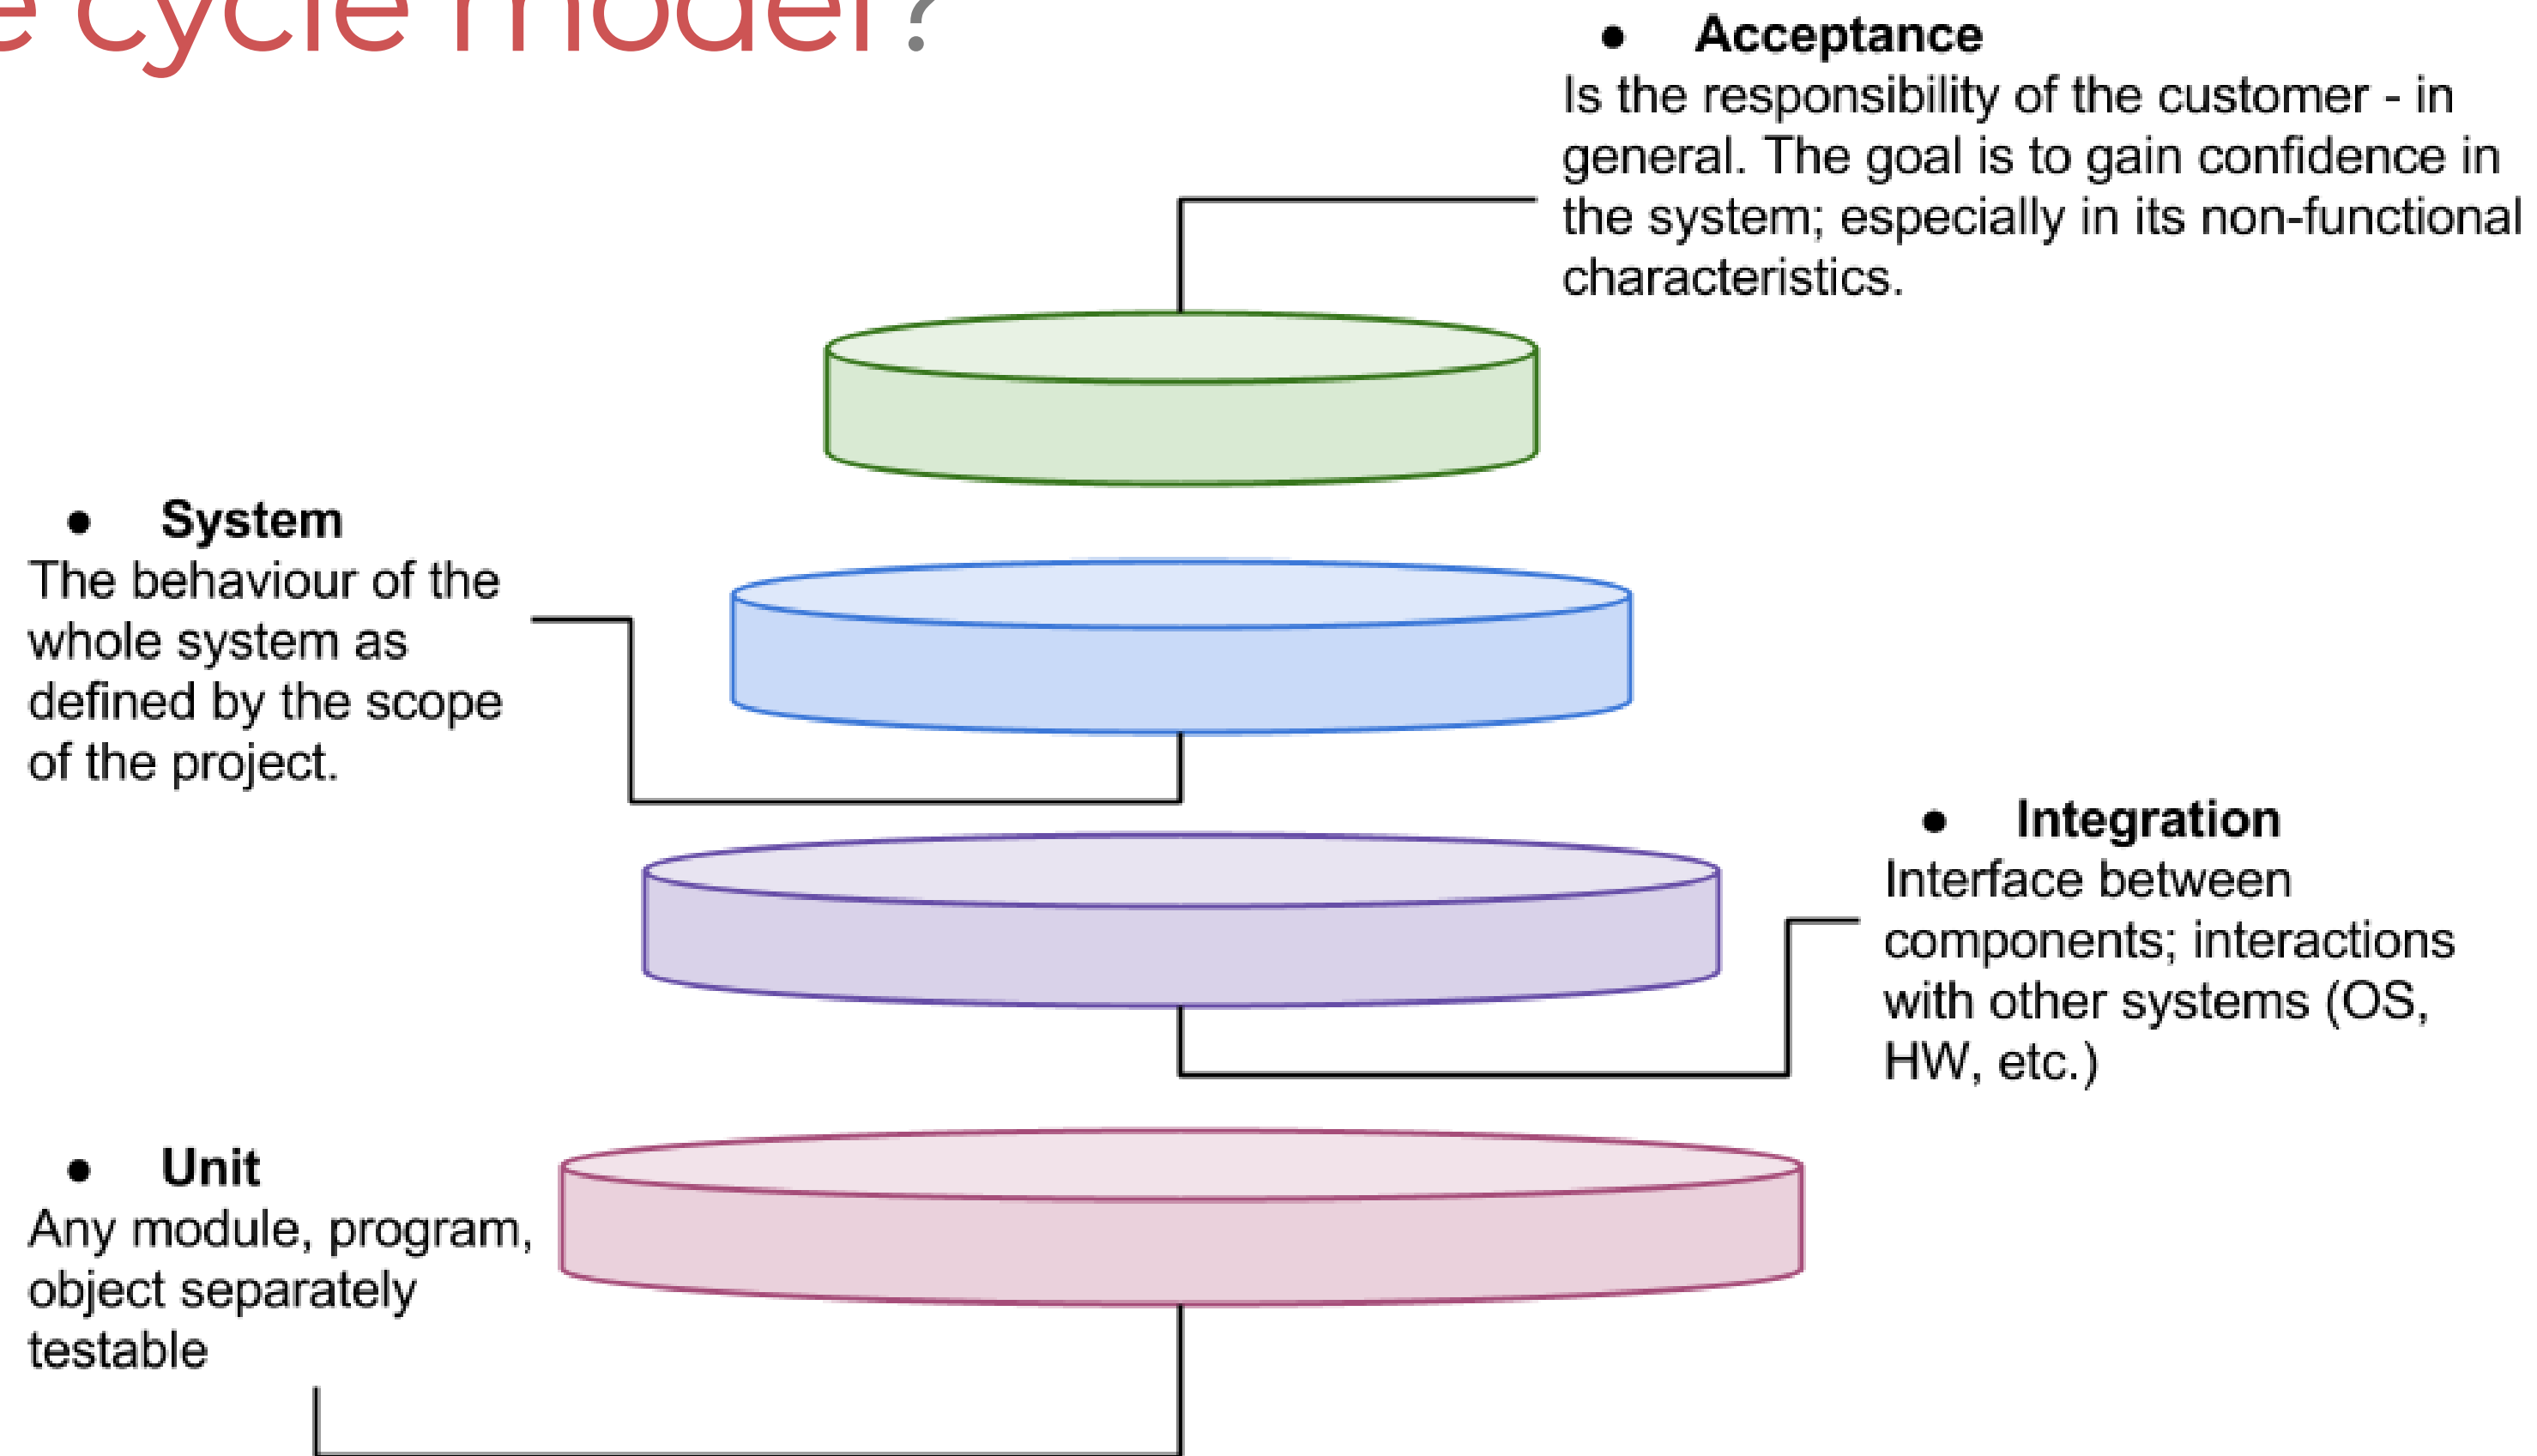 e cycle model?
● Acceptance
Is the responsibility of the customer - in
general. The goal is to gain confidence in
the system; especially in its non-functional
characteristics.
● System
The behaviour of the
whole system as
defined by the scope
of the project.
● Integration
Interface between
components; interactions
with other systems (OS,
HW, etc.)
● Unit
Any module, program,
object separately
testable